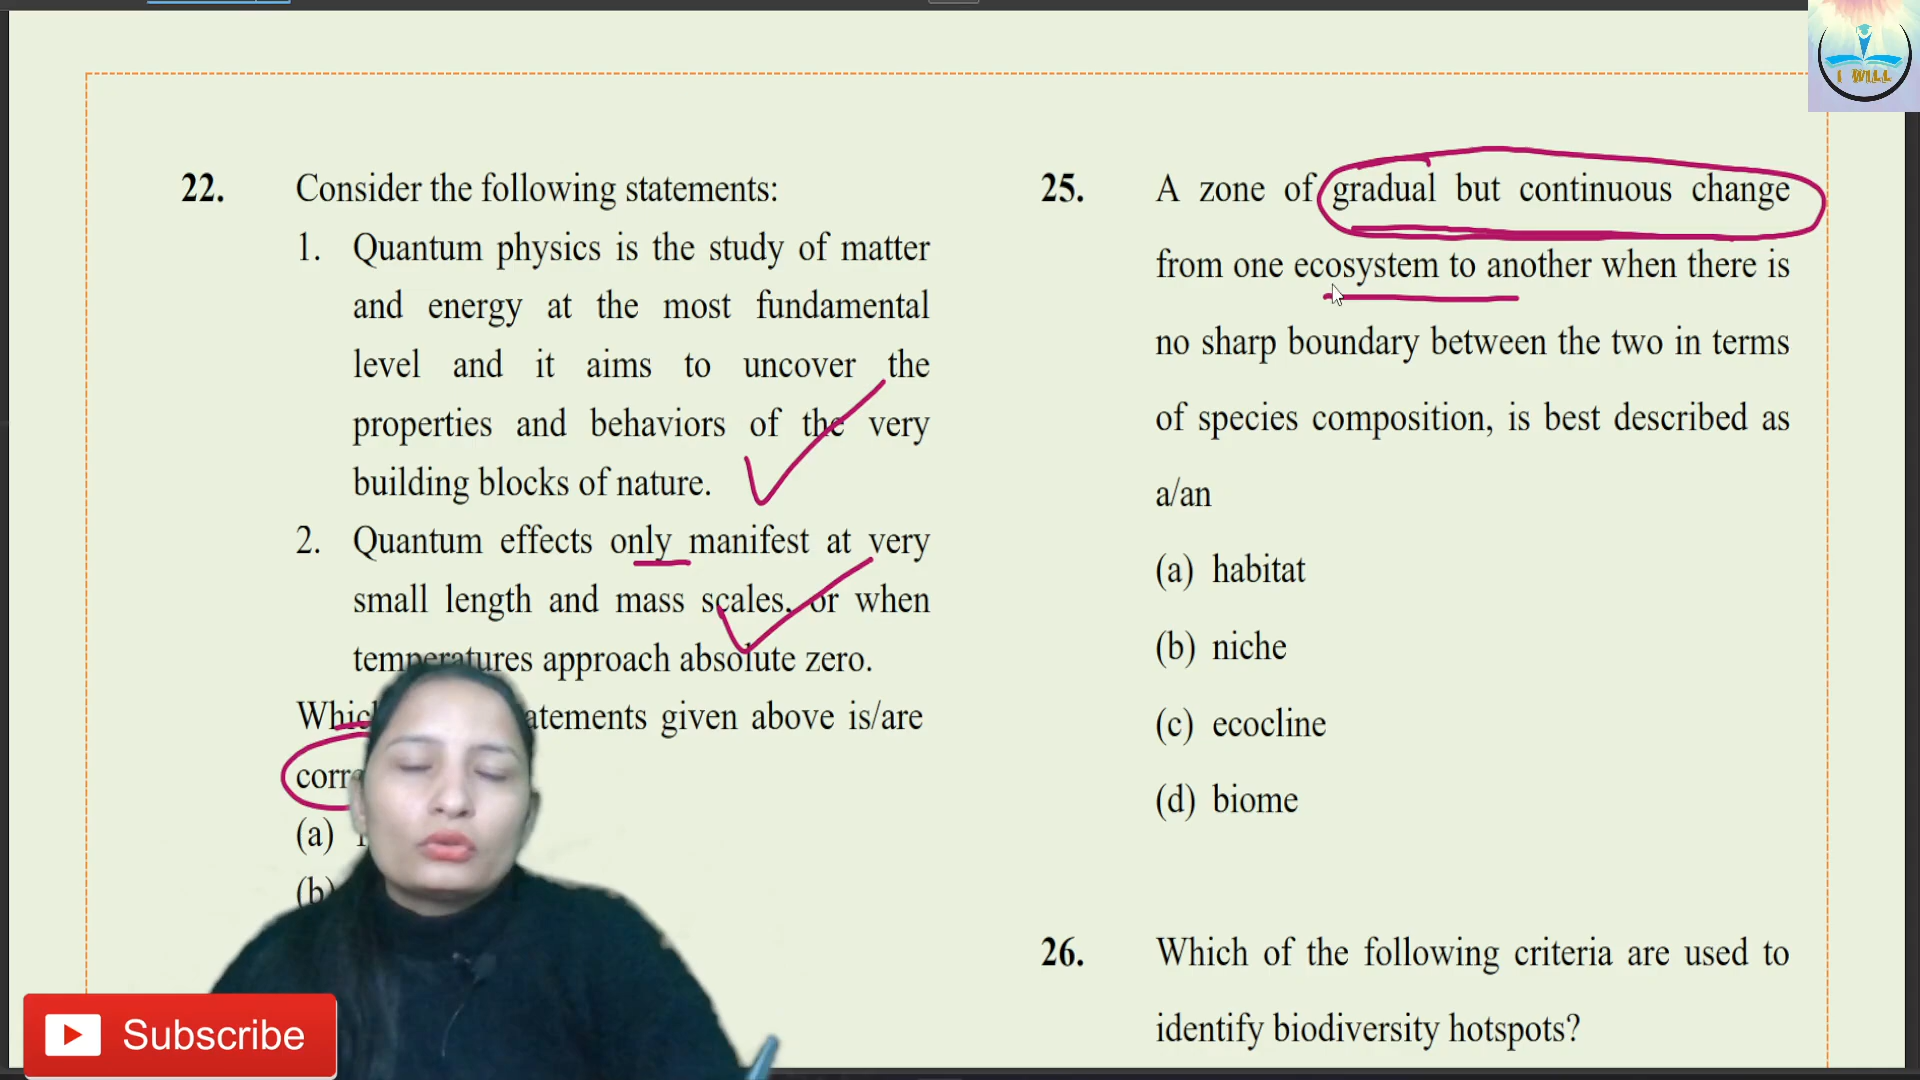 I WILL
22. Consider the following statements:
1. Quantum physics is the study of matter
and energy at the most fundamental
level and it aims to uncover the
properties and behaviors of the very
building blocks of nature.
2. Quantum effects only manifest at very
small length and mass scales, or when
temperatures approach absolute zero.
atements given above is/are
(a)
(b)
Subscribe
25. A zone of gradual but continuous change
from one ecosystem to another when there is
no sharp boundary between the two in terms
of species composition, is best described as
a/an
(a) habitat
(b) niche
(c) ecocline
(d) biome
26. Which of the following criteria are used to
identify biodiversity hotspots?